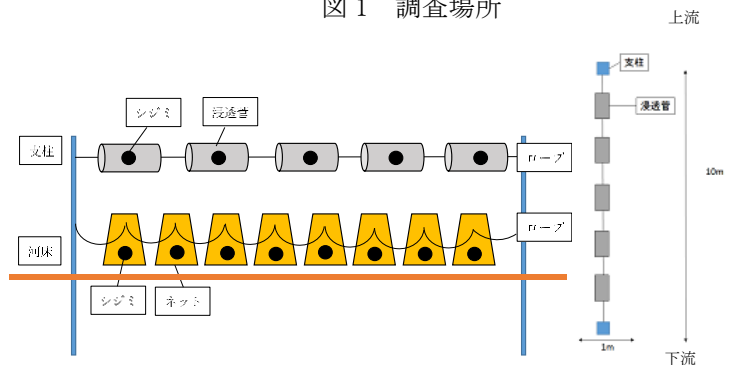 図1 調査場所
上流
支柱
浸透管
シジミ
浸透管
支柱
ロープ
10m
ロープ
河床
シジミ
ネット
1m
下流